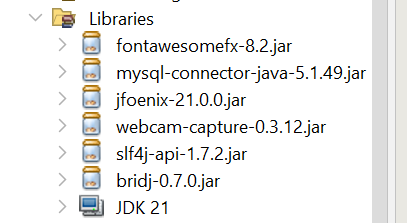 Libraries
fontawesomefx-8.2.jar
mysql-connector-java-5.1.49.jar
jfoenix-21.0.0.jar
webcam-capture-0.3.12.jar
slf4j-api-1.7.2.jar
bridj-0.7.0.jar
JDK 21